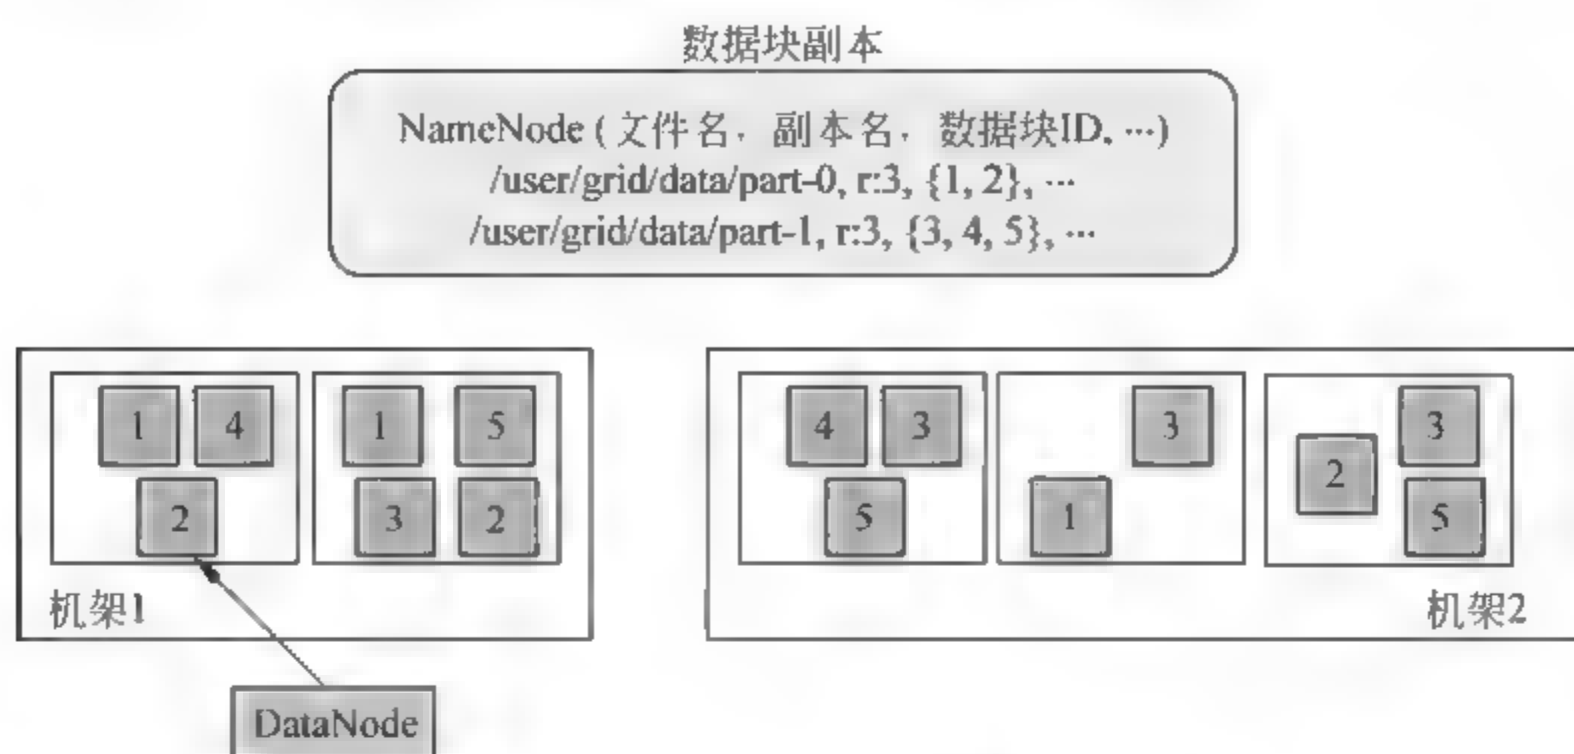 数据块副本
NameNode (文件名, 副本名, 数据块ID, …)
/user/grid/data/part-0, r:3, {1, 2}, …
/user/grid/data/part-1, r:3, {3, 4, 5}, …
1 4
2
1 5
3 2
机架1
4 3
5
3
1
3
2
5
机架2
DataNode